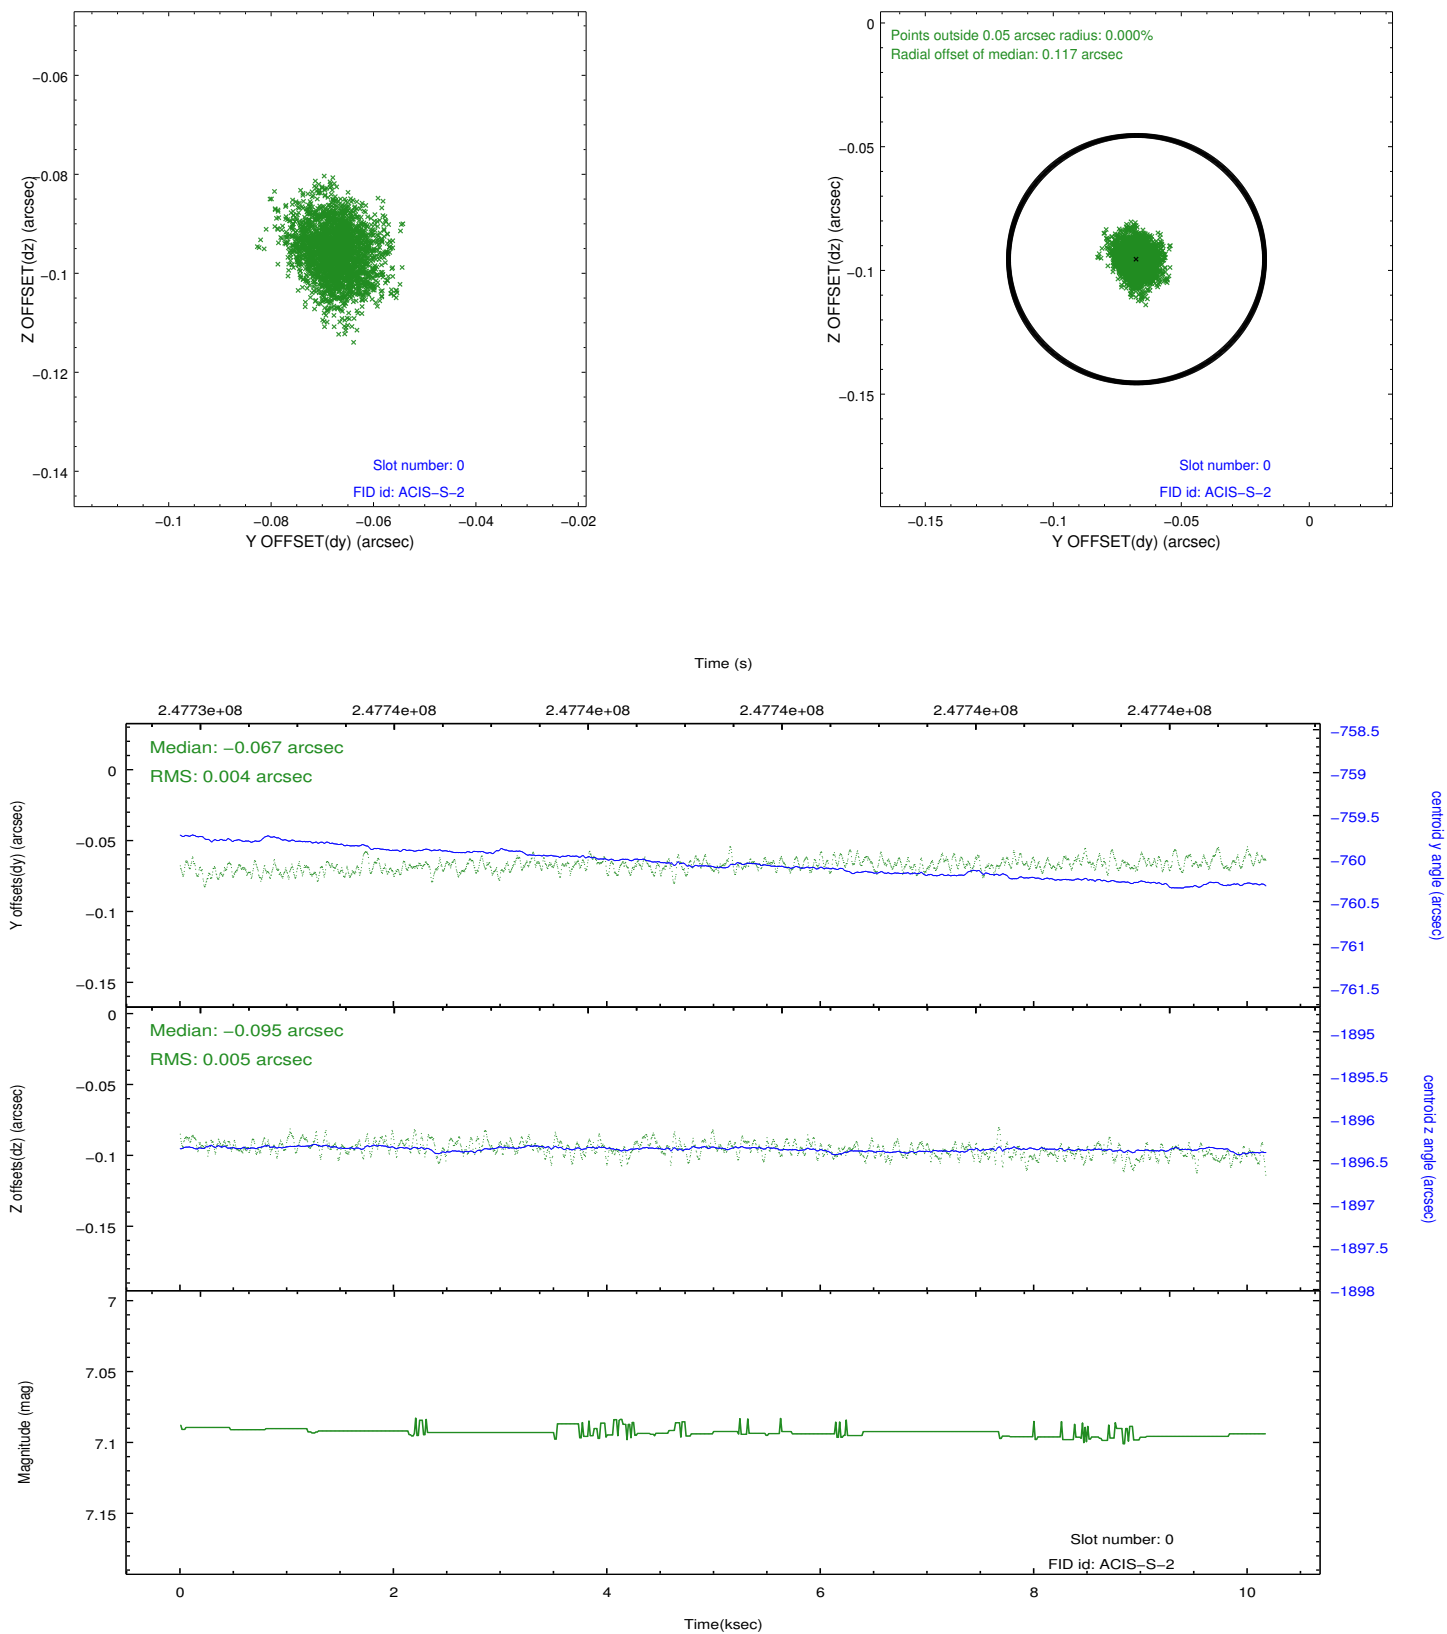 −0.06
−0.08
−0.1
−0.12
−0.14
Z OFFSET(dz) (arcsec)
Slot number: 0
FID id: ACIS−S−2
−0.1
−0.08
−0.06
−0.04
−0.02
Y OFFSET(dy) (arcsec)
Points outside 0.05 arcsec radius: 0.000%
Radial offset of median: 0.117 arcsec
0
−0.05
−0.1
−0.15
Z OFFSET(dz) (arcsec)
Slot number: 0
FID id: ACIS−S−2
−0.15
−0.1
−0.05
0
Y OFFSET(dy) (arcsec)
Time (s)
2.4773e+08
2.4774e+08
2.4774e+08
2.4774e+08
2.4774e+08
2.4774e+08
Median: −0.067 arcsec
RMS: 0.004 arcsec
0
−0.05
−0.1
−0.15
Y offsets(dy) (arcsec)
−758.5
−759
−759.5
−760
−760.5
−761
−761.5
centroid y angle (arcsec)
Median: −0.095 arcsec
RMS: 0.005 arcsec
0
−0.05
−0.1
−0.15
Z offsets(dz) (arcsec)
−1895
−1895.5
−1896
−1896.5
−1897
−1897.5
−1898
centroid z angle (arcsec)
7
7.05
7.1
7.15
Magnitude (mag)
Slot number: 0
FID id: ACIS−S−2
0
2
4
6
8
10
Time(ksec)